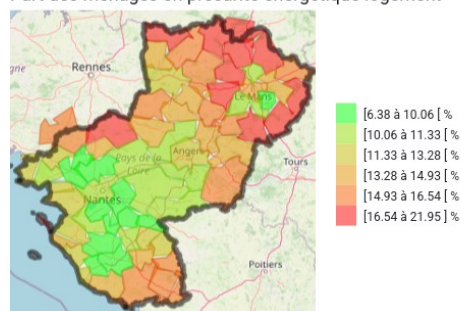 Part des ménages en précarité énergétique logement
gne
Rennes
Le Mans
Pays de la
Loire
Angers
Tours
Nantes
Poitiers
[6.38 à 10.06 [ %
[10.06 à 11.33 [ %
[11.33 à 13.28 [ %
[13.28 à 14.93 [ %
[14.93 à 16.54 [ %
[16.54 à 21.95 ] %